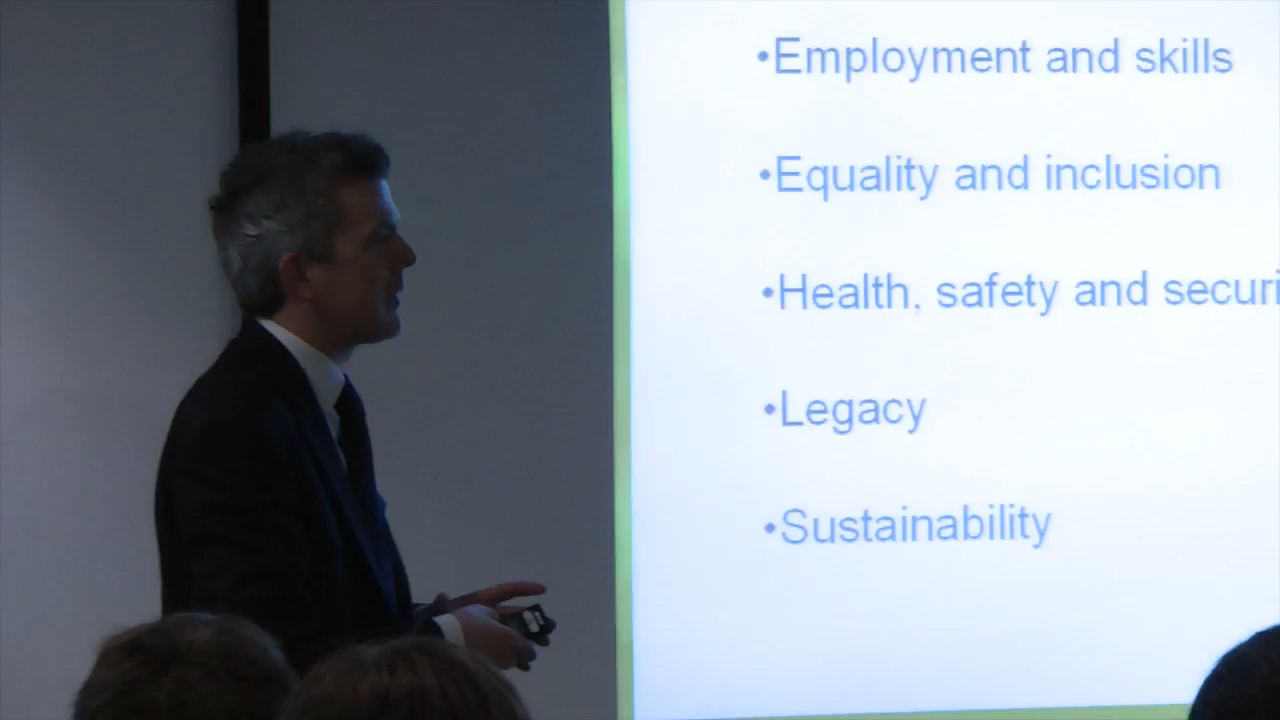 •Employment and skills
•Equality and inclusion
•Health, safety and securi
•Legacy
•Sustainability